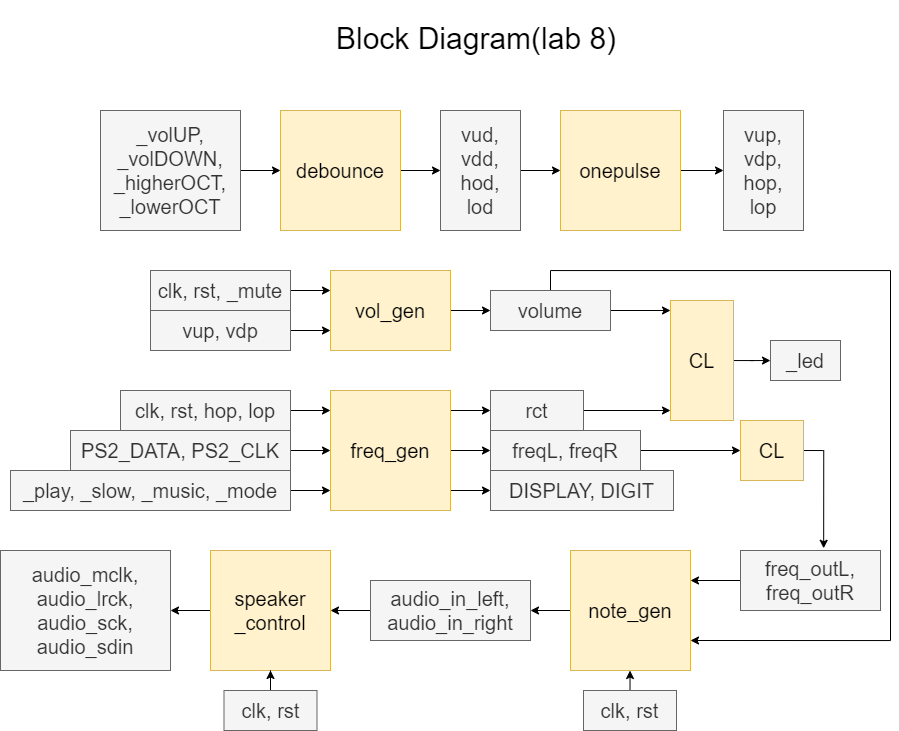 Block Diagram(lab 8)
_volUP,
_volDOWN,
_higherOCT,
_lowerOCT
debounce
vud,
vdd,
hod,
lod
onepulse
vup,
vdp,
hop,
lop
clk, rst, _mute
vup, vdp
vol_gen
volume
CL
_led
clk, rst, hop, lop
PS2_DATA, PS2_CLK
_play, _slow, _music, _mode
freq_gen
rct
freqL, freqR
DISPLAY, DIGIT
CL
freq_outL,
freq_outR
note_gen
clk, rst
audio_in_left,
audio_in_right
speaker
_control
clk, rst
audio_mclk,
audio_lrck,
audio_sck,
audio_sdin